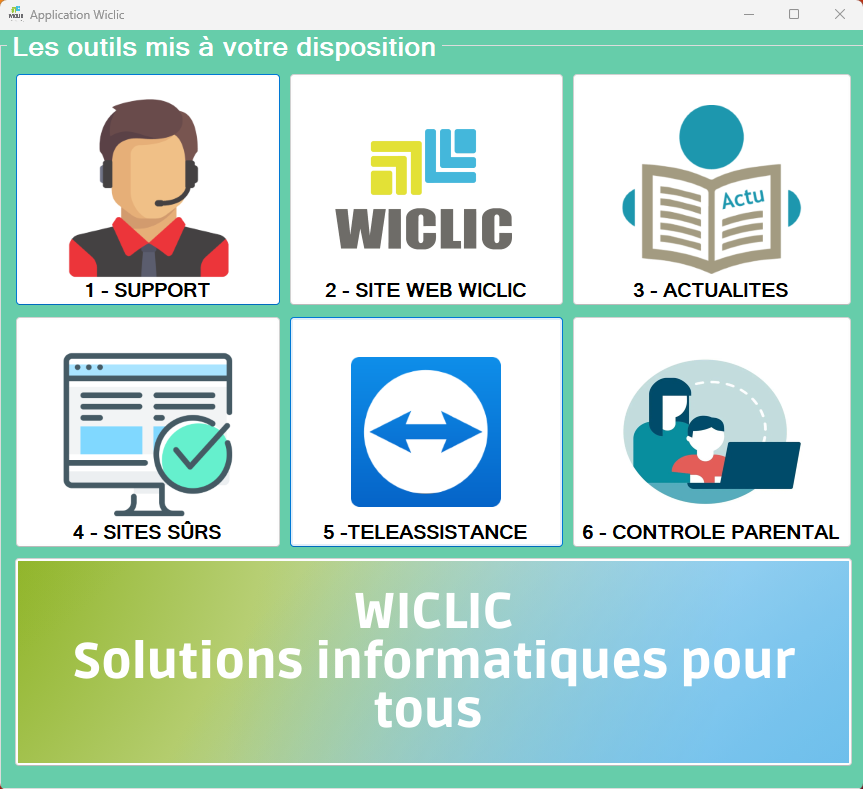 Application Wiclic
Les outils mis à votre disposition
WICLIC
Actu
1 - SUPPORT
2 - SITE WEB WICLIC
3 - ACTUALITES
4 - SITES SÛRS
5 -TELEASSISTANCE
6 - CONTROLE PARENTAL
WICLIC
Solutions informatiques pour
tous